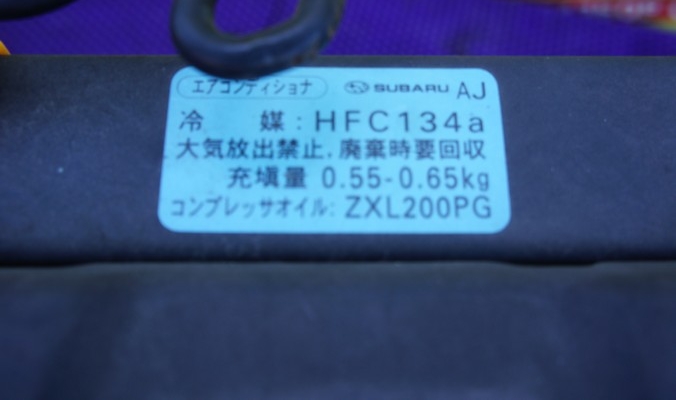 エアコンディショナ SUBARU AJ
冷 媒：HFC134a
大気放出禁止．廃棄時要回収
充塡量 0.55-0.65kg
コンプレッサオイル：ZXL200PG